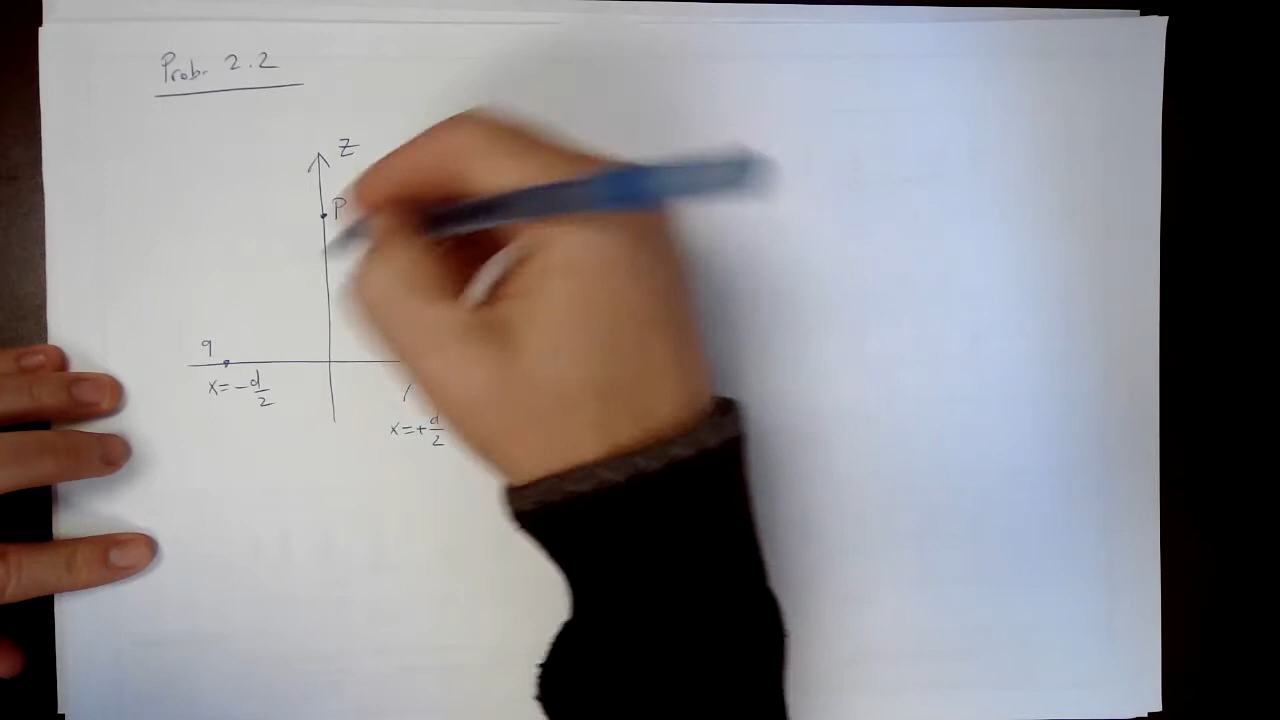 Prob. 2.2
z
P
q
x=-d/2
x=+d/2